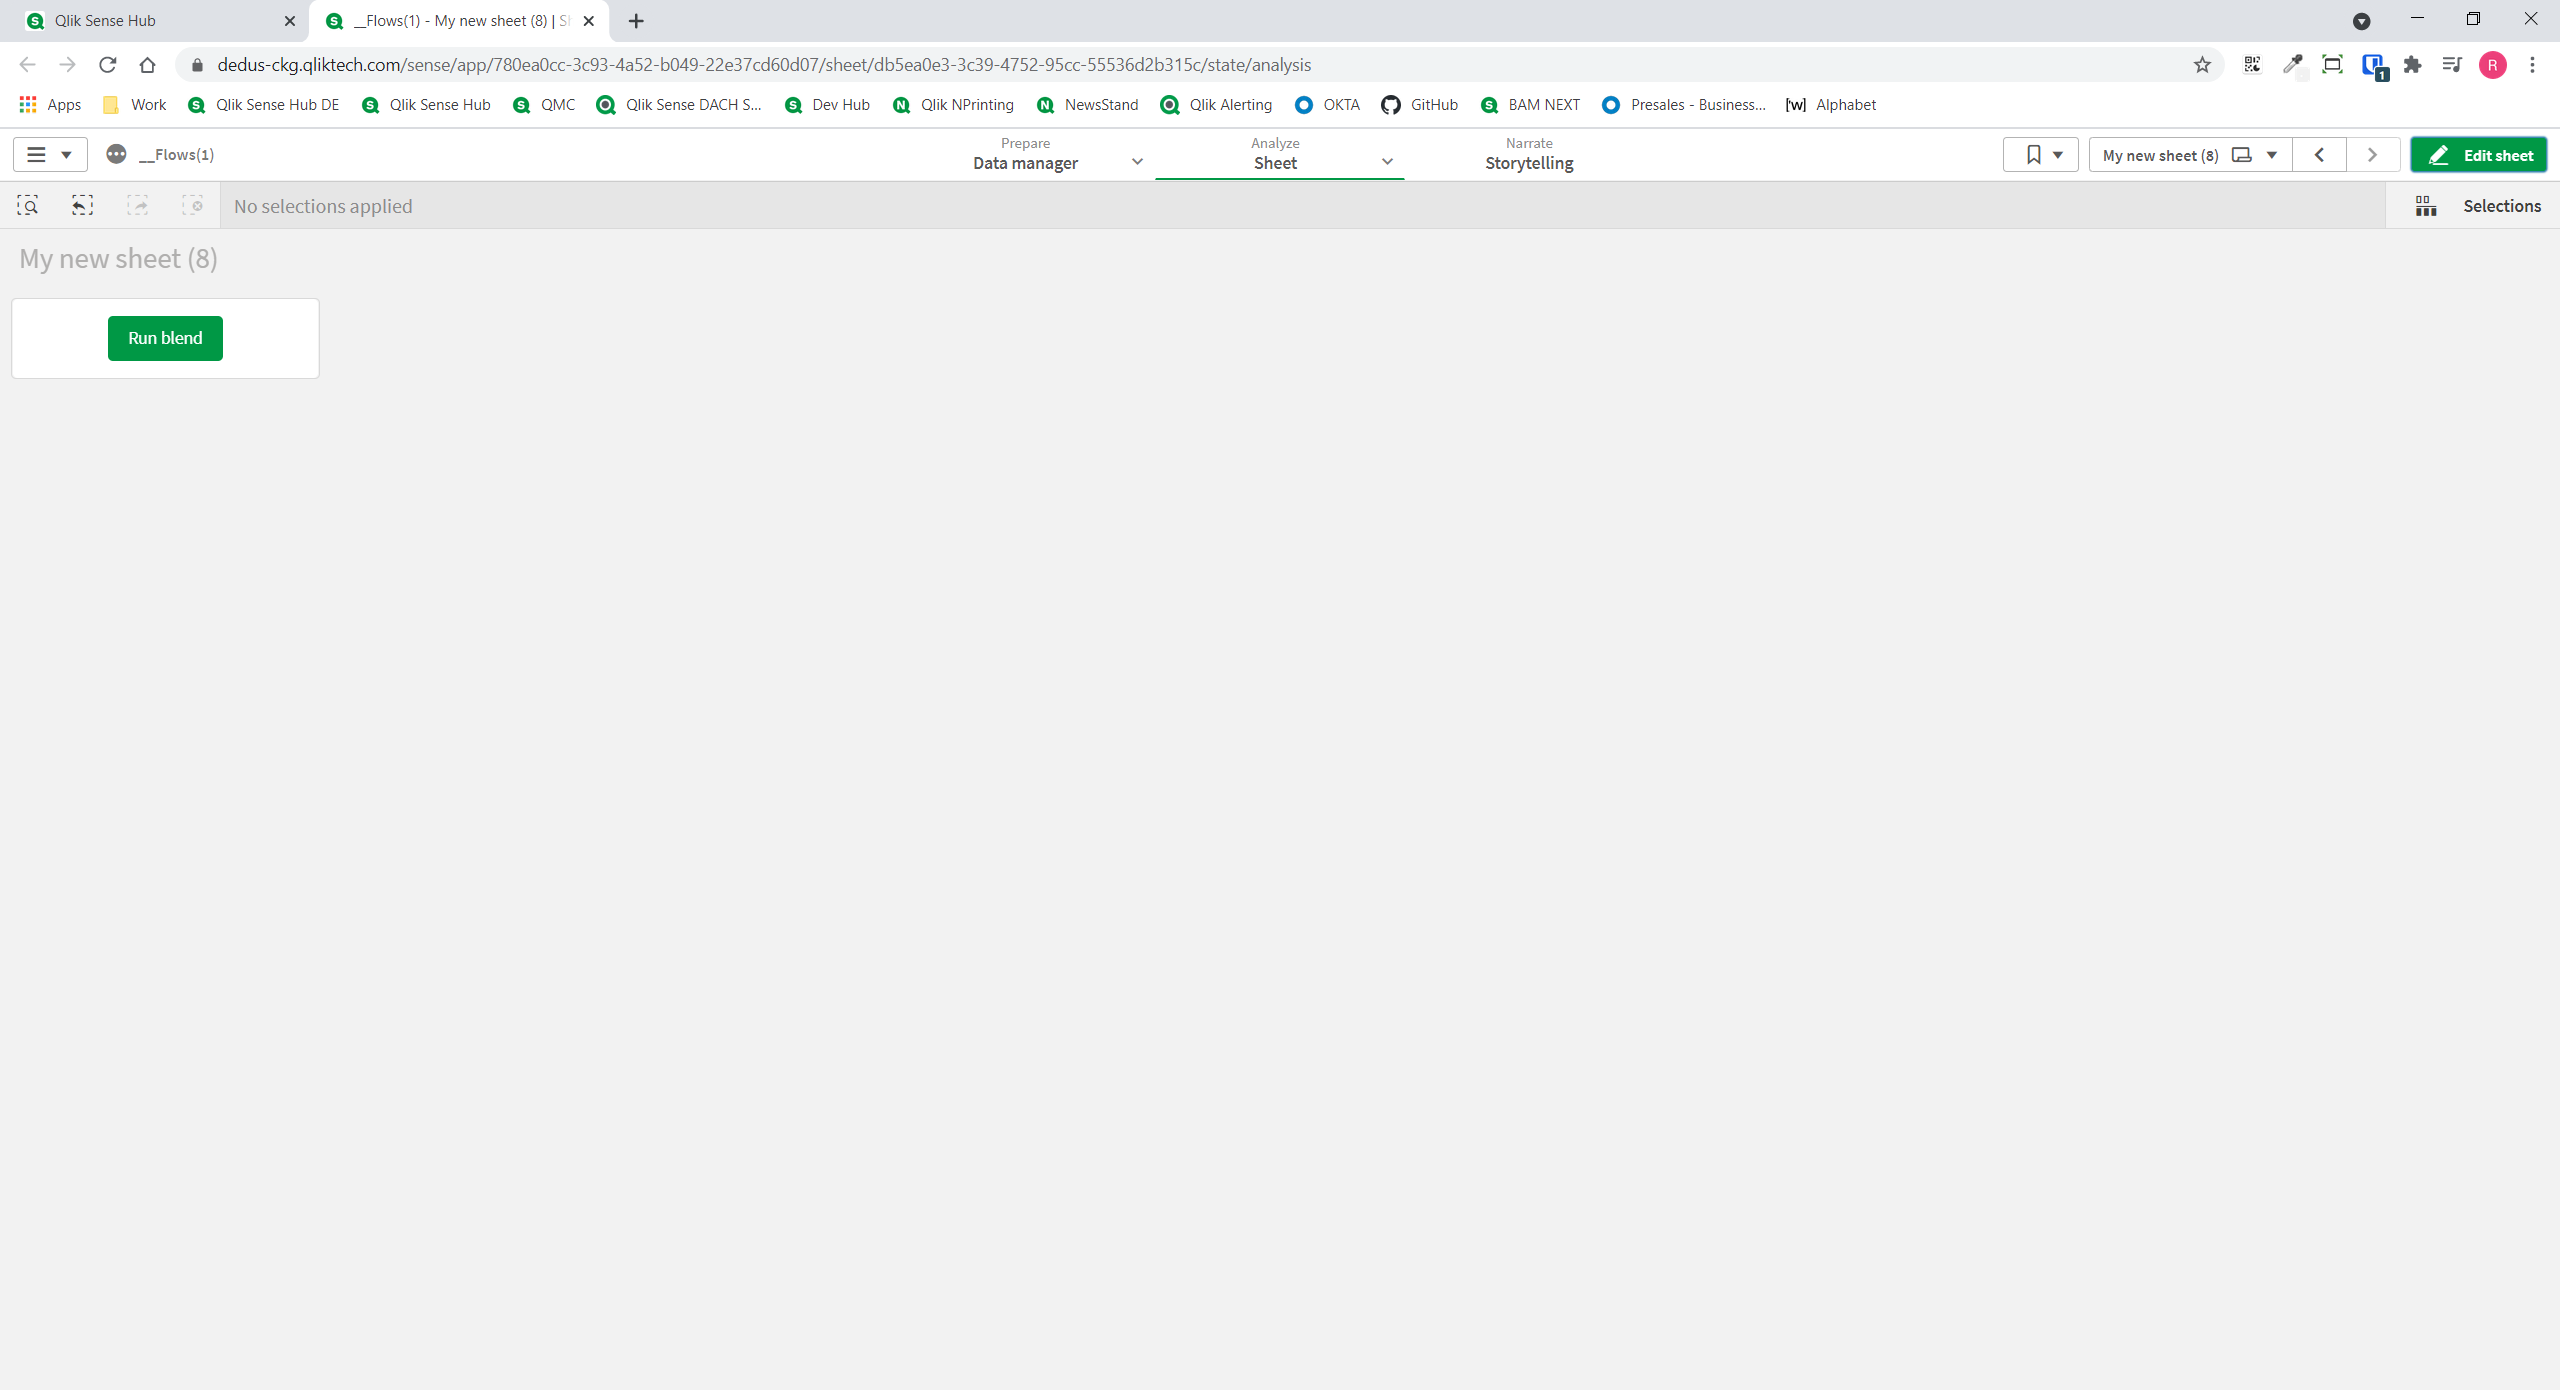 Qlik Sense Hub
__Flows(1) - My new sheet (8) | S
dedus-ckg.qliktech.com/sense/app/780ea0cc-3c93-4a52-b049-22e37cd60d07/sheet/db5ea0e3-3c39-4752-95cc-55536d2b315c/state/analysis
1
R
Apps
Work
Qlik Sense Hub DE
Qlik Sense Hub
QMC
Qlik Sense DACH S...
Dev Hub
Qlik NPrinting
NewsStand
Qlik Alerting
OKTA
GitHub
BAM NEXT
Presales - Business...
Alphabet
__Flows(1)
Prepare
Data manager
Analyze
Sheet
Narrate
Storytelling
My new sheet (8)
Edit sheet
No selections applied
Selections
My new sheet (8)
Run blend